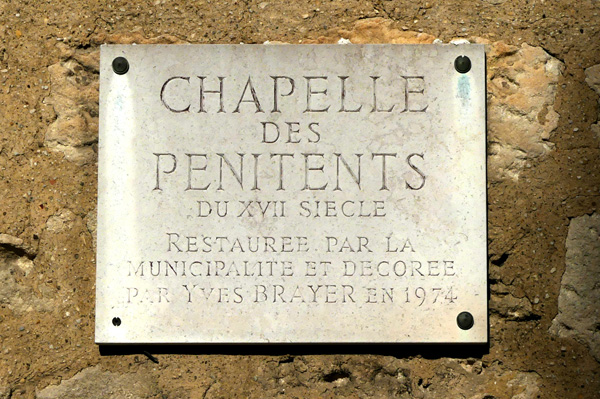 CHAPELLE
DES
PENITENTS
DU XVII SIECLE
RESTAUREE PAR LA
MUNICIPALITE ET DECOREE
PAR YVES BRAYER EN 1974